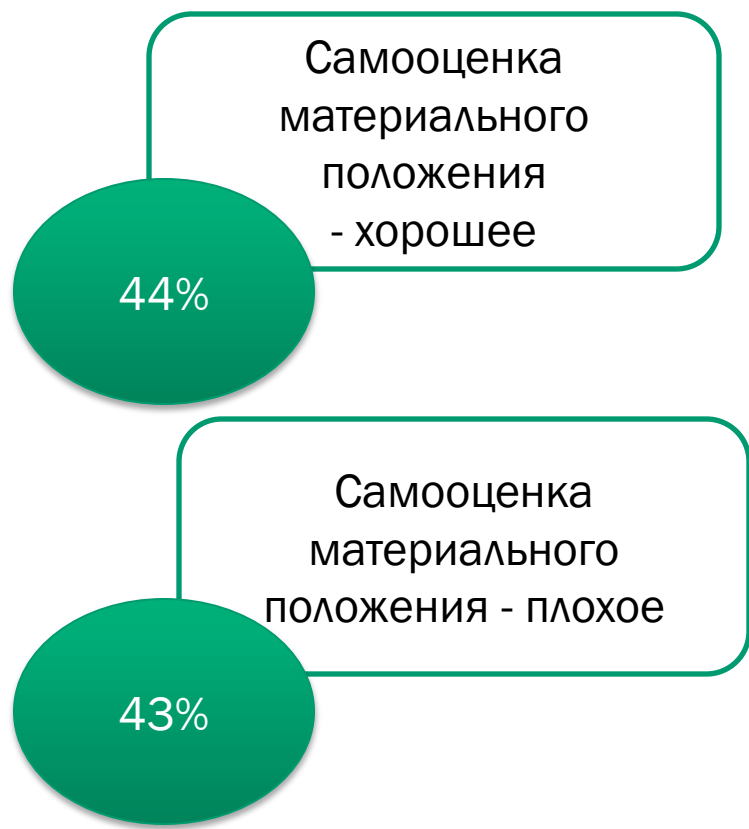 Самооценка
материального
положения
- хорошее
44%
Самооценка
материального
положения - плохое
43%